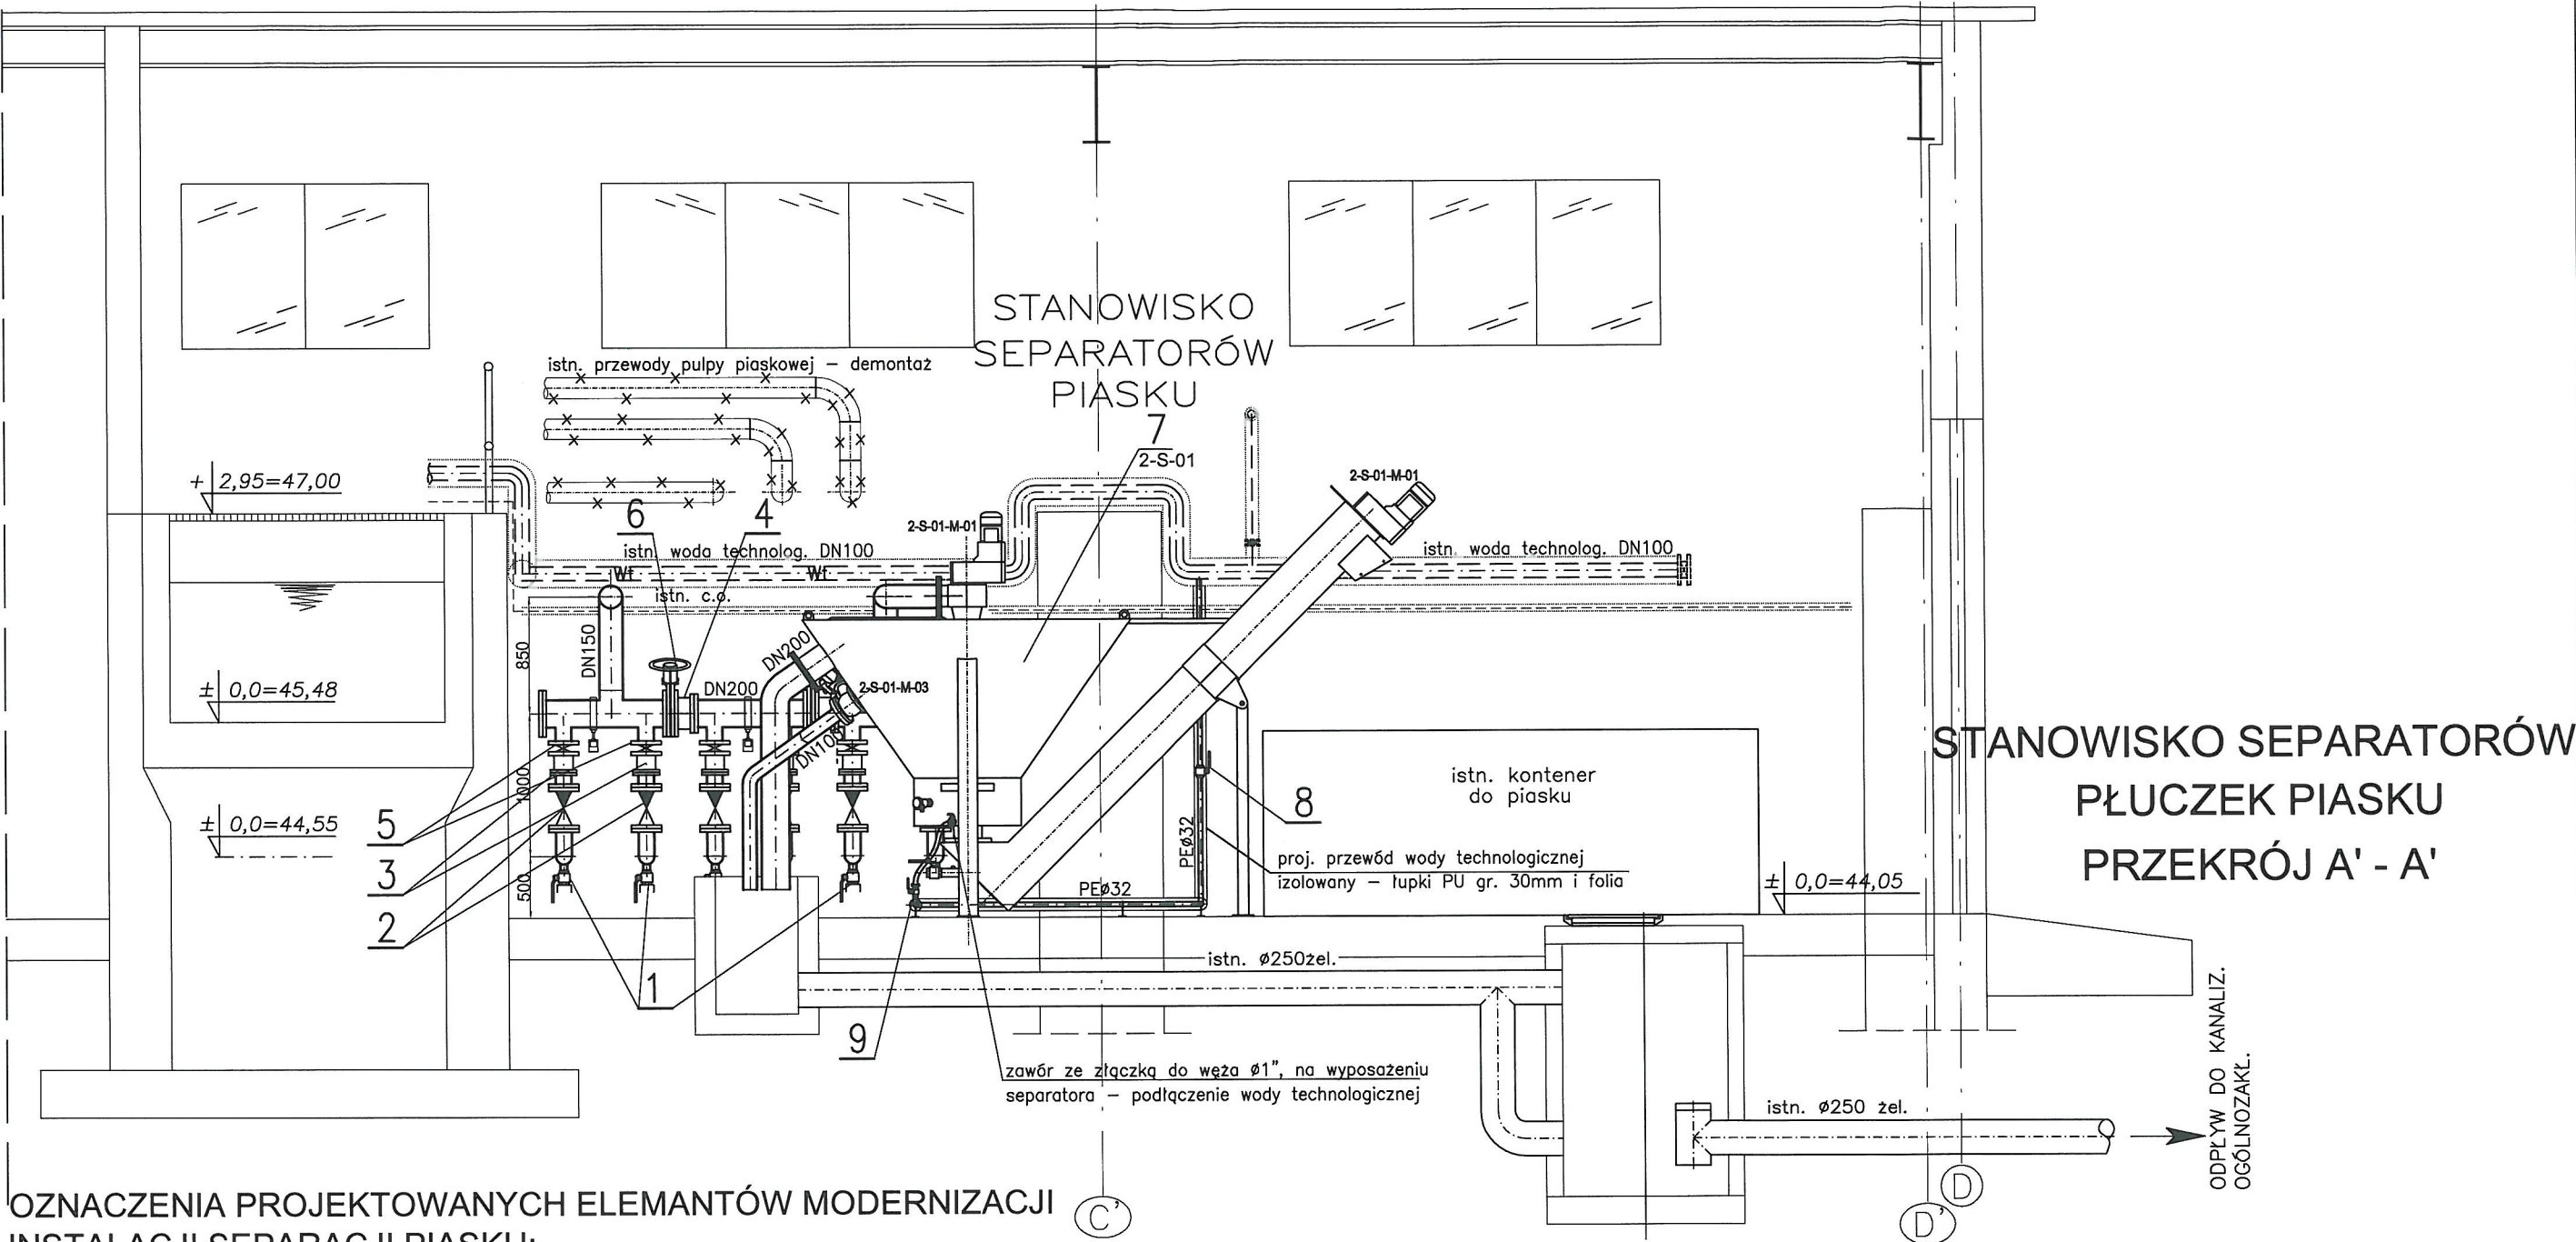 STANOWISKO
SEPARATORÓW
PIASKU
istn. przewody pulpy piaskowej – demontaż
7
2-S-01
2-S-01-M-01
+ 2,95=47,00
6
4
2-S-01-M-01
istn. woda technolog. DN100
istn. woda technolog. DN100
Wt
Wt
istn. c.o.
850
DN150
DN200
DN200
2-S-01-M-03
DN100
± 0,0=45,48
± 0,0=44,55
1000
500
5
3
2
1
9
8
PEø32
PEø32
istn. kontener
do piasku
proj. przewód wody technologicznej
izolowany – łupki PU gr. 30mm i folia
± 0,0=44,05
STANOWISKO SEPARATORÓW
PŁUCZEK PIASKU
PRZEKRÓJ A' - A'
istn. ø250żel.
zawór ze złączką do węża ø1”, na wyposażeniu
separatora – podłączenie wody technologicznej
istn. ø250 żel.
ODPŁYW DO KANALIZ.
OGÓLNOZAKŁ.
OZNACZENIA PROJEKTOWANYCH ELEMANTÓW MODERNIZACJI
INSTALACJI SEPARACJI PIASKU:
C'
D'
D